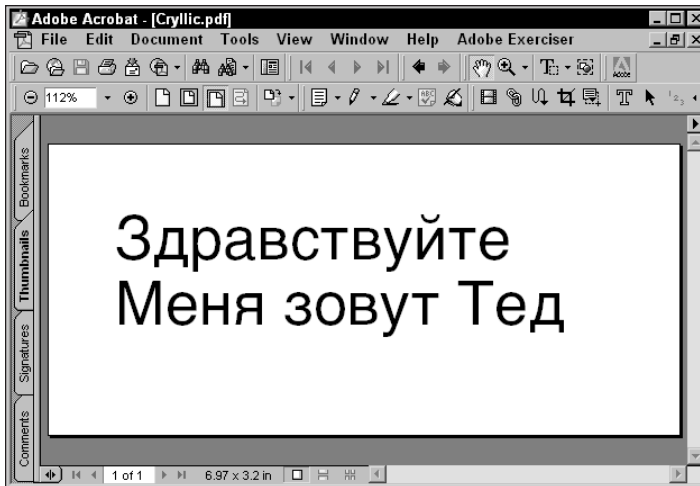 Adobe Acrobat - [Cryllic.pdf]
File Edit Document Tools View Window Help Adobe Exerciser
112%
Bookmarks
Thumbnails
Signatures
Comments
Здравствуйте
Меня зовут Тед
1 of 1 6.97 x 3.2 in